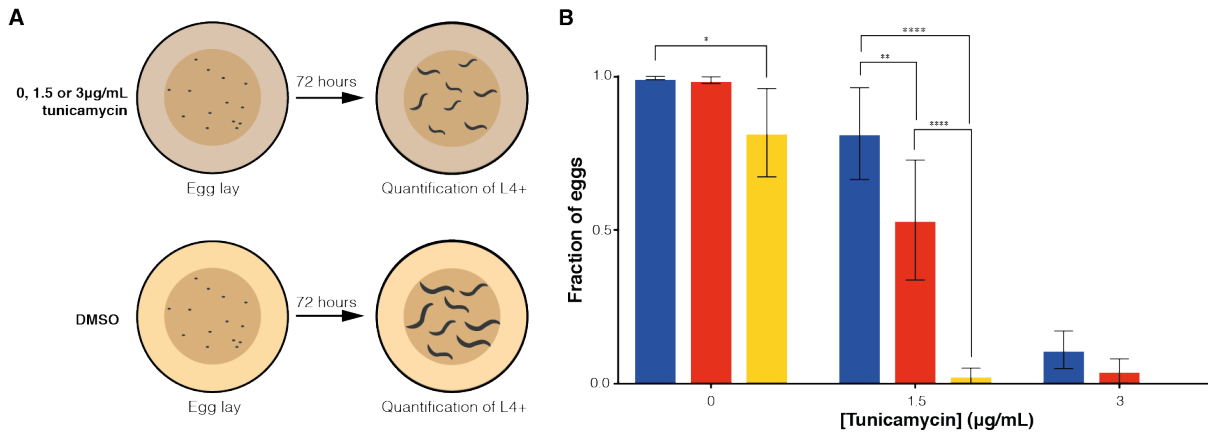 A
0, 1.5 or 3µg/mL
tunicamycin
72 hours
Egg lay
Quantification of L4+
DMSO
72 hours
Egg lay
Quantification of L4+
B
*
****
**
****
Fraction of eggs
1.0
0.5
0.0
0
1.5
3
[Tunicamycin] (µg/mL)